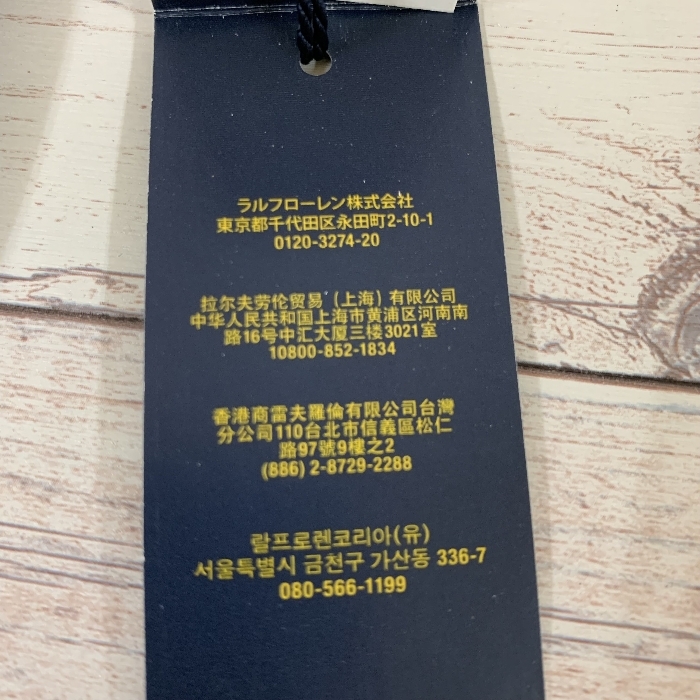 ラルフローレン株式会社
東京都千代田区永田町2-10-1
0120-3274-20
拉尔夫劳伦贸易（上海）有限公司
中华人民共和国上海市黄浦区河南南
路16号中汇大厦三楼3021室
10800-852-1834
香港商雷夫羅倫有限公司台灣
分公司110台北市信義區松仁
路97號9樓之2
(886) 2-8729-2288
랄프로렌코리아(유)
서울특별시 금천구 가산동 336-7
080-566-1199